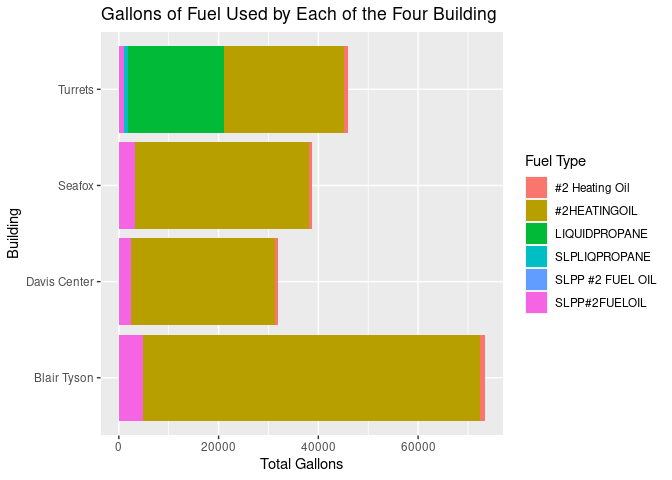 Gallons of Fuel Used by Each of the Four Building
Turrets
Seafox
Davis Center
Blair Tyson
Building
0 20000 40000 60000
Total Gallons
Fuel Type
#2 Heating Oil
#2HEATINGOIL
LIQUIDPROPANE
SLPLIQPROPANE
SLPP #2 FUEL OIL
SLPP#2FUELOIL